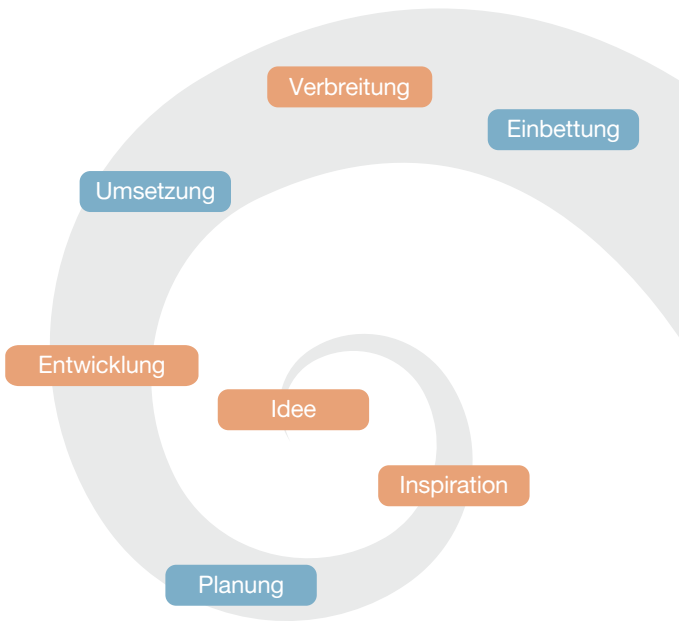 Verbreitung
Einbettung
Umsetzung
Entwicklung
Idee
Inspiration
Planung